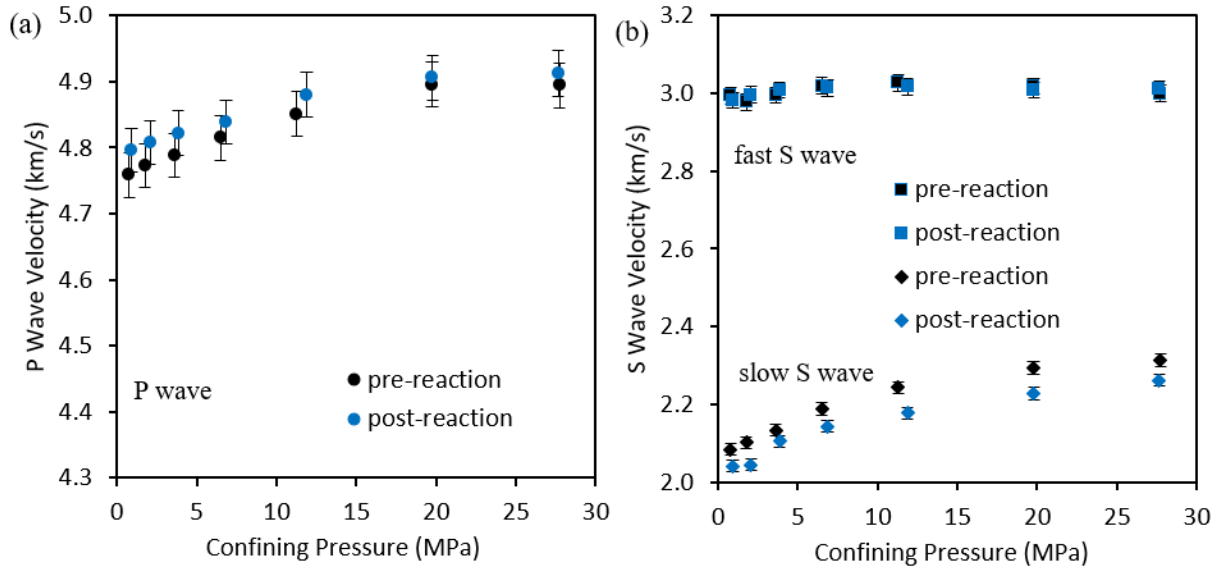 (a)
5.0
4.9
4.8
4.7
4.6
4.5
4.4
4.3
P Wave Velocity (km/s)
P wave
pre-reaction
post-reaction
0 5 10 15 20 25 30
Confining Pressure (MPa)
(b)
3.2
3.0
2.8
2.6
2.4
2.2
2.0
S Wave Velocity (km/s)
fast S wave
pre-reaction
post-reaction
pre-reaction
post-reaction
slow S wave
0 5 10 15 20 25 30
Confining Pressure (MPa)